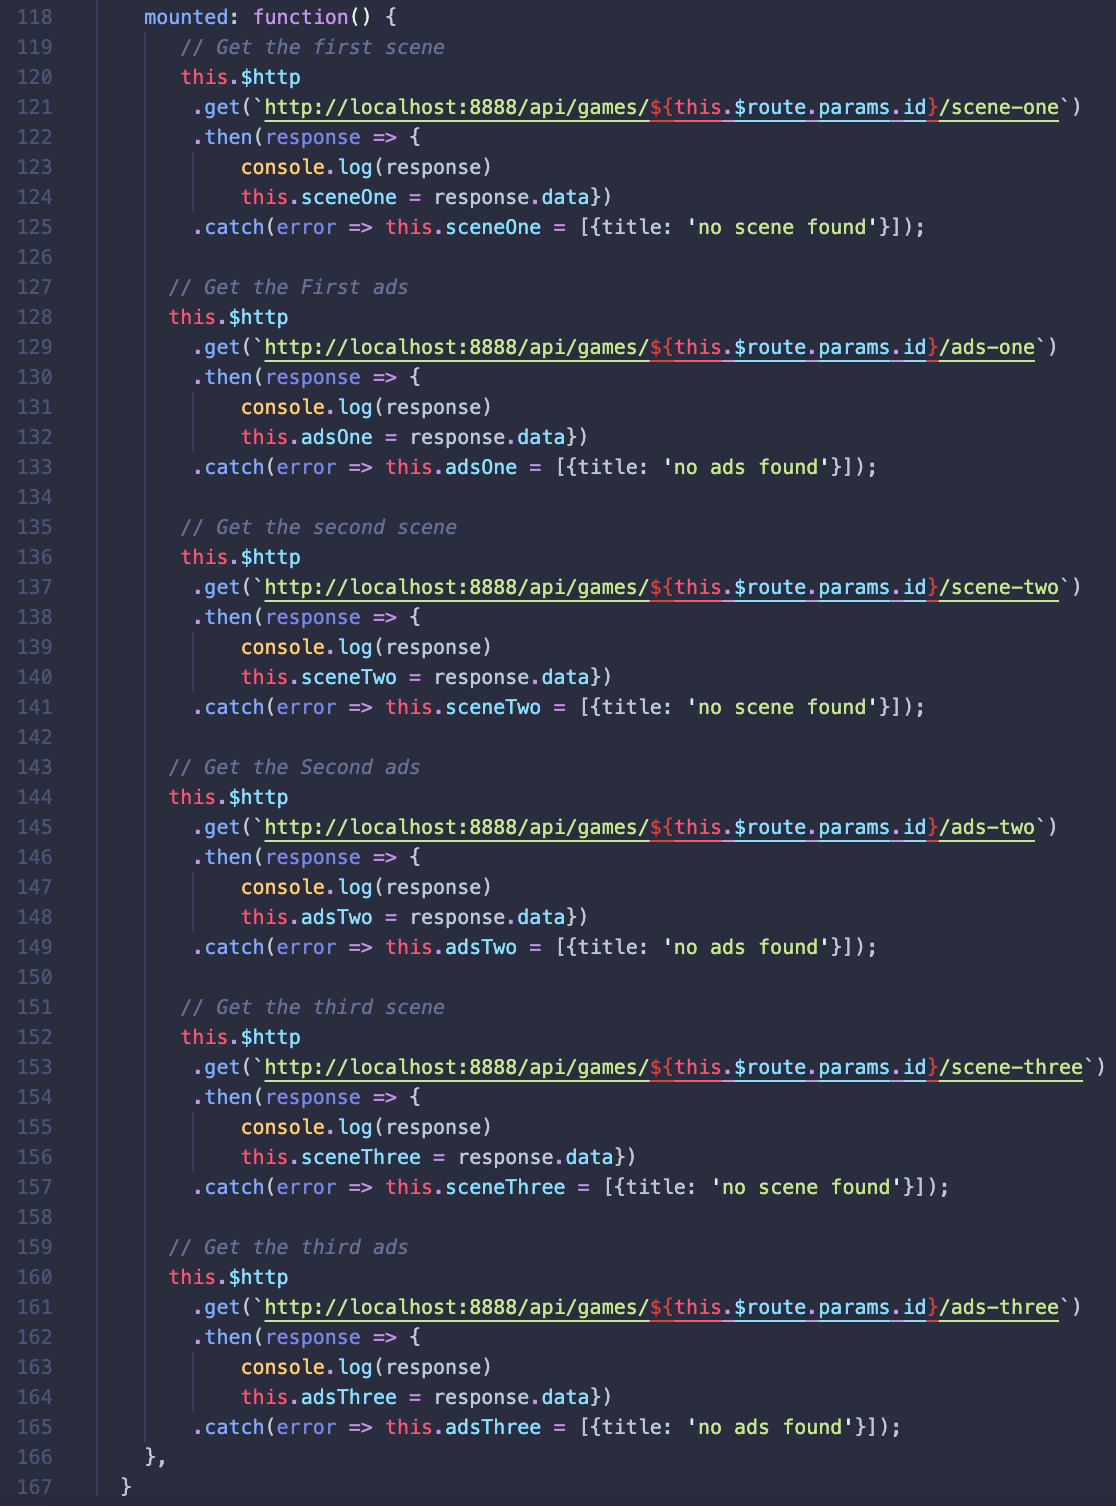 118 mounted: function() {
119 // Get the first scene
120 this.$http
121 .get(`http://localhost:8888/api/games/${this.$route.params.id}/scene-one`)
122 .then(response => {
123 console.log(response)
124 this.sceneOne = response.data})
125 .catch(error => this.sceneOne = [{title: 'no scene found'}]);
126
127 // Get the First ads
128 this.$http
129 .get(`http://localhost:8888/api/games/${this.$route.params.id}/ads-one`)
130 .then(response => {
131 console.log(response)
132 this.adsOne = response.data})
133 .catch(error => this.adsOne = [{title: 'no ads found'}]);
134
135 // Get the second scene
136 this.$http
137 .get(`http://localhost:8888/api/games/${this.$route.params.id}/scene-two`)
138 .then(response => {
139 console.log(response)
140 this.sceneTwo = response.data})
141 .catch(error => this.sceneTwo = [{title: 'no scene found'}]);
142
143 // Get the Second ads
144 this.$http
145 .get(`http://localhost:8888/api/games/${this.$route.params.id}/ads-two`)
146 .then(response => {
147 console.log(response)
148 this.adsTwo = response.data})
149 .catch(error => this.adsTwo = [{title: 'no ads found'}]);
150
151 // Get the third scene
152 this.$http
153 .get(`http://localhost:8888/api/games/${this.$route.params.id}/scene-three`)
154 .then(response => {
155 console.log(response)
156 this.sceneThree = response.data})
157 .catch(error => this.sceneThree = [{title: 'no scene found'}]);
158
159 // Get the third ads
160 this.$http
161 .get(`http://localhost:8888/api/games/${this.$route.params.id}/ads-three`)
162 .then(response => {
163 console.log(response)
164 this.adsThree = response.data})
165 .catch(error => this.adsThree = [{title: 'no ads found'}]);
166 },
167 }